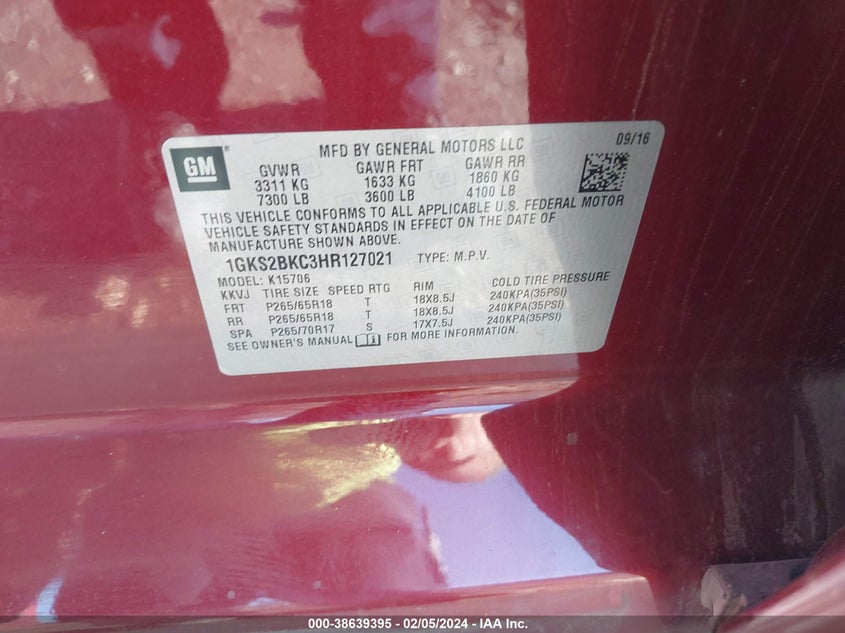 GM
MFD BY GENERAL MOTORS LLC 09/16
GVWR GAWR FRT GAWR RR
3311 KG 1633 KG 1860 KG
7300 LB 3600 LB 4100 LB
THIS VEHICLE CONFORMS TO ALL APPLICABLE U.S. FEDERAL MOTOR
VEHICLE SAFETY STANDARDS IN EFFECT ON THE DATE OF
MANUFACTURE SHOWN ABOVE.
1GKS2BKC3HR127021 TYPE: M.P.V.
MODEL: K15706
KKVJ TIRE SIZE SPEED RTG RIM COLD TIRE PRESSURE
FRT P265/65R18 T 18X8.5J 240KPA(35PSI)
RR P265/65R18 T 18X8.5J 240KPA(35PSI)
SPA P265/70R17 S 17X7.5J 240KPA(35PSI)
SEE OWNER'S MANUAL FOR MORE INFORMATION.
000-38639395 - 02/05/2024 - IAA Inc.